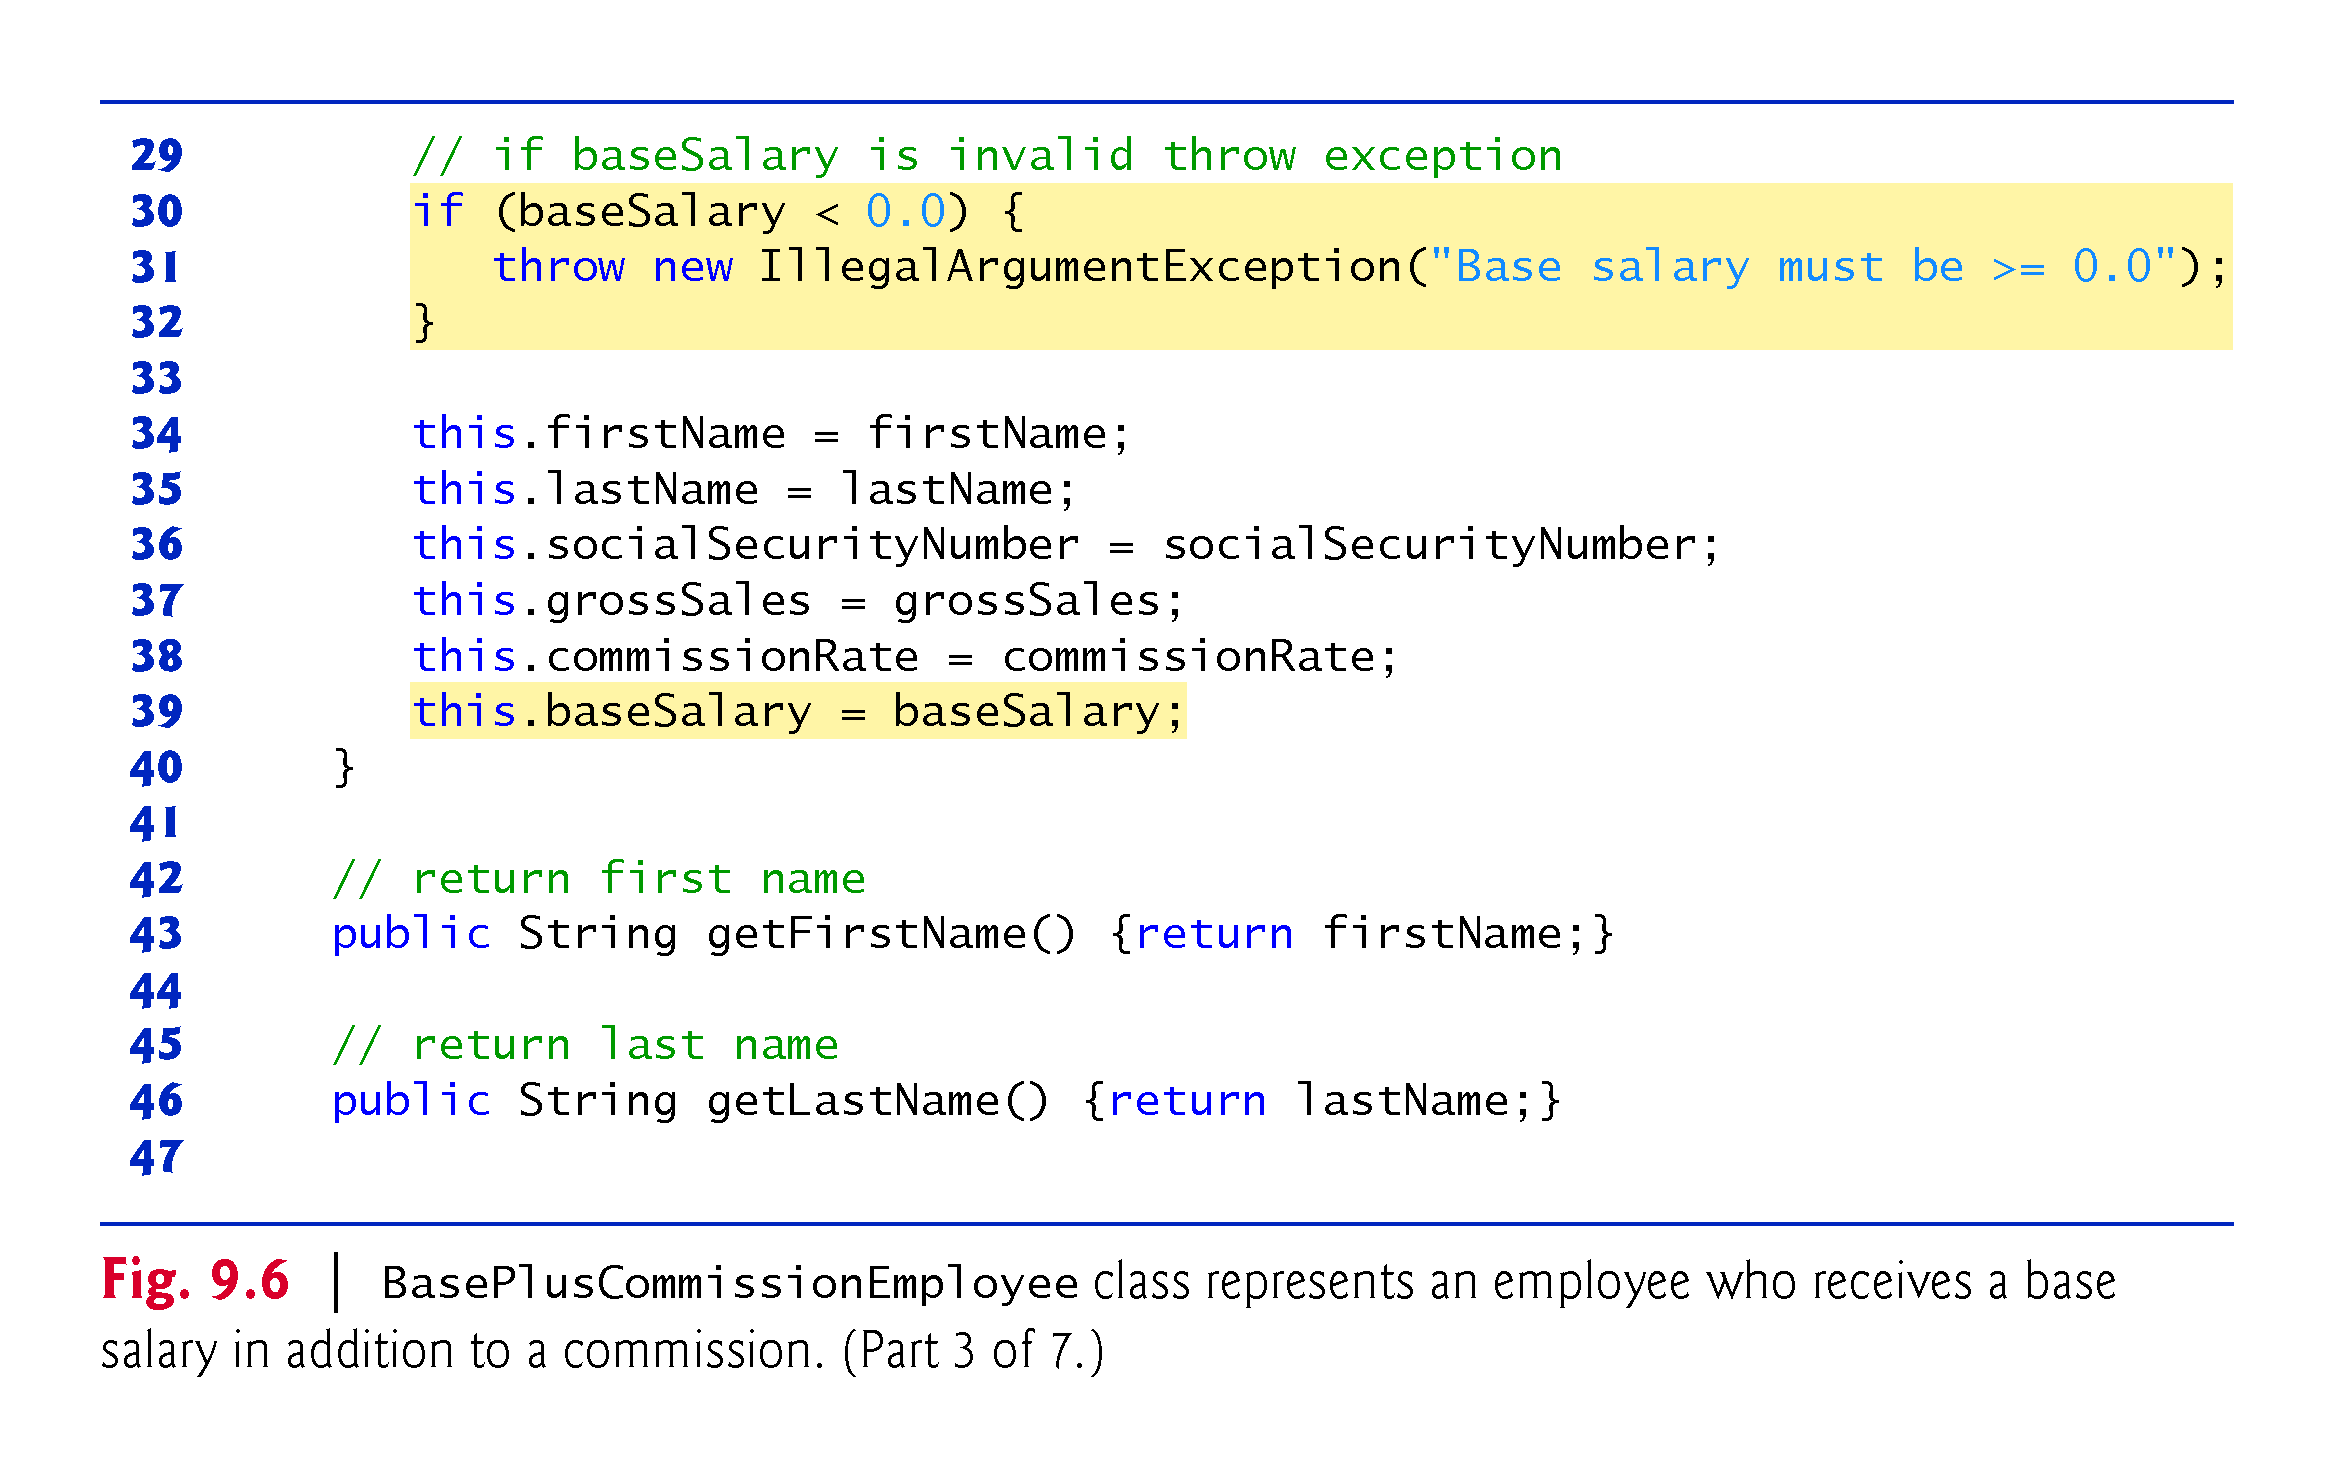 29 // if baseSalary is invalid throw exception
30 if (baseSalary < 0.0) {
31 throw new IllegalArgumentException("Base salary must be >= 0.0");
32 }
33
34 this.firstName = firstName;
35 this.lastName = lastName;
36 this.socialSecurityNumber = socialSecurityNumber;
37 this.grossSales = grossSales;
38 this.commissionRate = commissionRate;
39 this.baseSalary = baseSalary;
40 }
41
42 // return first name
43 public String getFirstName() {return firstName;}
44
45 // return last name
46 public String getLastName() {return lastName;}
47
Fig. 9.6 | BasePlusCommissionEmployee class represents an employee who receives a base
salary in addition to a commission. (Part 3 of 7.)